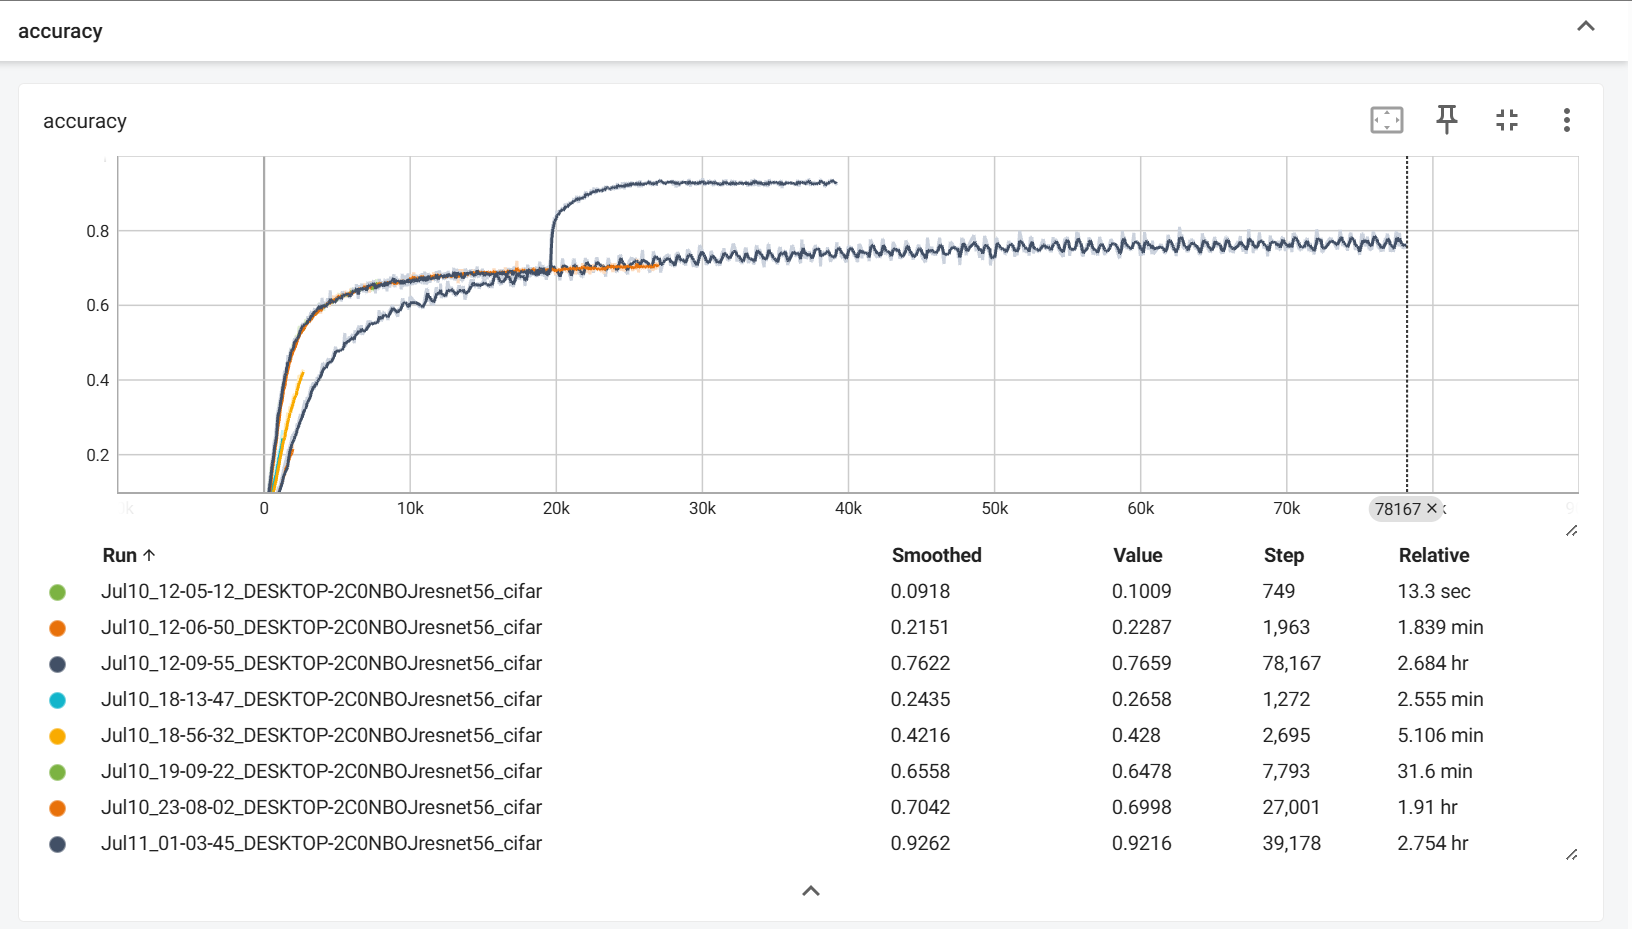 accuracy
accuracy
0.8
0.6
0.4
0.2
0 10k 20k 30k 40k 50k 60k 70k 78167 ×
Run ↑ Smoothed Value Step Relative
Jul10_12-05-12_DESKTOP-2C0NBOJresnet56_cifar 0.0918 0.1009 749 13.3 sec
Jul10_12-06-50_DESKTOP-2C0NBOJresnet56_cifar 0.2151 0.2287 1,963 1.839 min
Jul10_12-09-55_DESKTOP-2C0NBOJresnet56_cifar 0.7622 0.7659 78,167 2.684 hr
Jul10_18-13-47_DESKTOP-2C0NBOJresnet56_cifar 0.2435 0.2658 1,272 2.555 min
Jul10_18-56-32_DESKTOP-2C0NBOJresnet56_cifar 0.4216 0.428 2,695 5.106 min
Jul10_19-09-22_DESKTOP-2C0NBOJresnet56_cifar 0.6558 0.6478 7,793 31.6 min
Jul10_23-08-02_DESKTOP-2C0NBOJresnet56_cifar 0.7042 0.6998 27,001 1.91 hr
Jul11_01-03-45_DESKTOP-2C0NBOJresnet56_cifar 0.9262 0.9216 39,178 2.754 hr